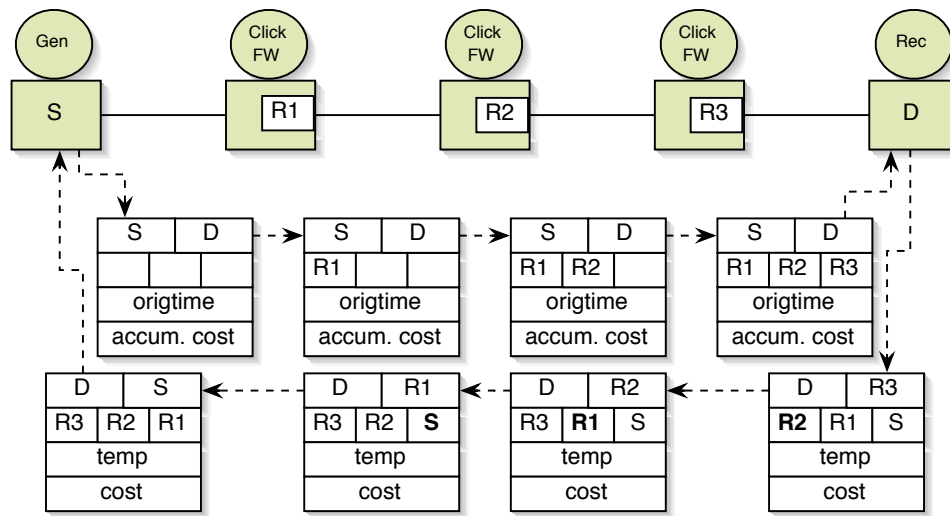 Gen
Click
FW
Click
FW
Click
FW
Rec
S
R1
R2
R3
D
S D
S D
S D
S D
R1
R1 R2
R1 R2 R3
origtime
origtime
origtime
origtime
accum. cost
accum. cost
accum. cost
accum. cost
D S
D R1
D R2
D R3
R3 R2 R1
R3 R2 S
R3 R1 S
R2 R1 S
temp
temp
temp
temp
cost
cost
cost
cost